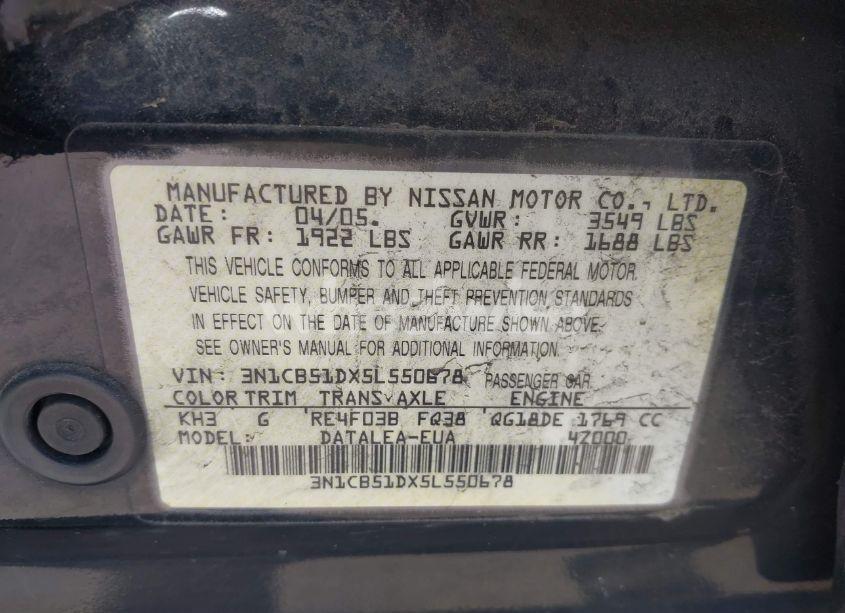 MANUFACTURED BY NISSAN MOTOR CO., LTD.
DATE: 04/05. GVWR: 3549 LBS
GAWR FR: 1922 LBS GAWR RR: 1688 LBS
THIS VEHICLE CONFORMS TO ALL APPLICABLE FEDERAL MOTOR
VEHICLE SAFETY, BUMPER AND THEFT PREVENTION STANDARDS
IN EFFECT ON THE DATE OF MANUFACTURE SHOWN ABOVE.
SEE OWNER'S MANUAL FOR ADDITIONAL INFORMATION.
VIN: 3N1CB51DX5L550678 PASSENGER CAR
COLOR TRIM TRANS AXLE ENGINE
KH3 G RE4F03B FQ38 QG18DE 1769 CC
MODEL: DATALEA-EUA 4Z000
3N1CB51DX5L550678